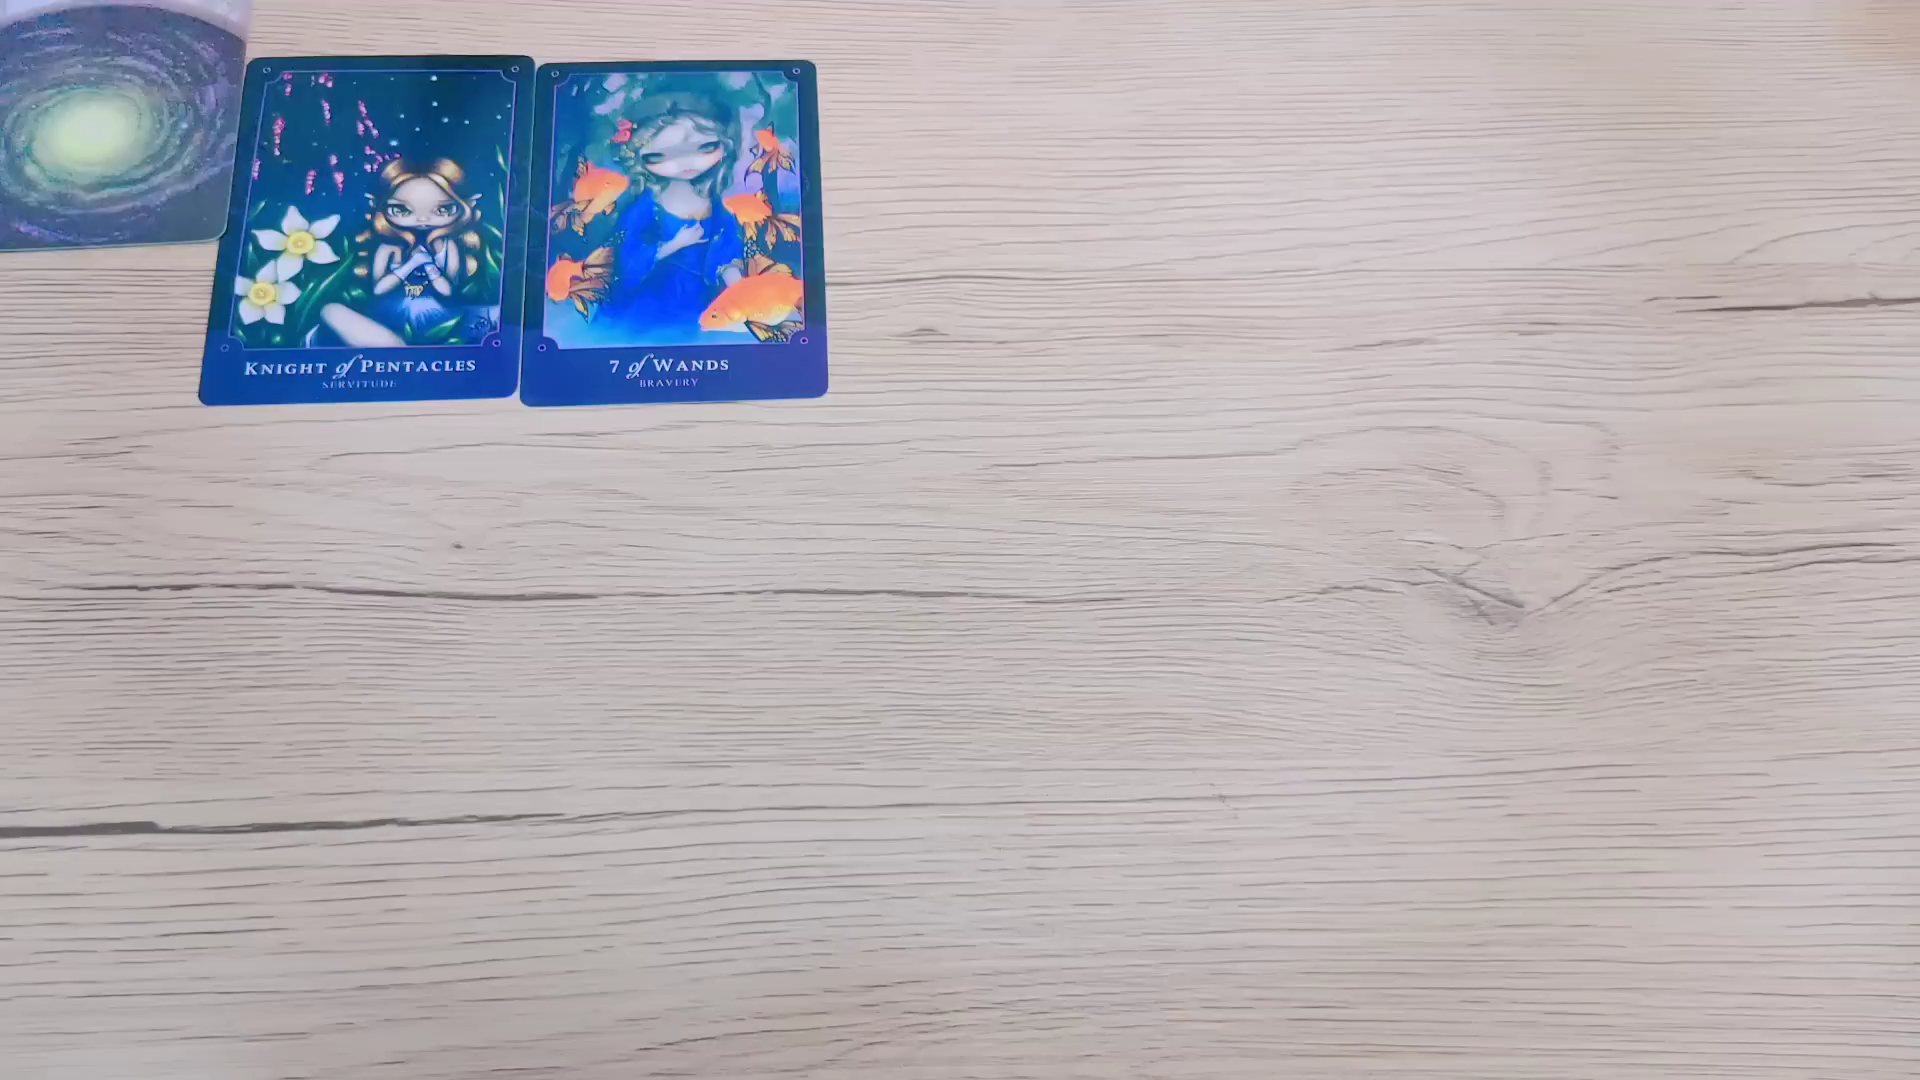 KNIGHT of PENTACLES
SERVITUDE
7 of WANDS
BRAVERY